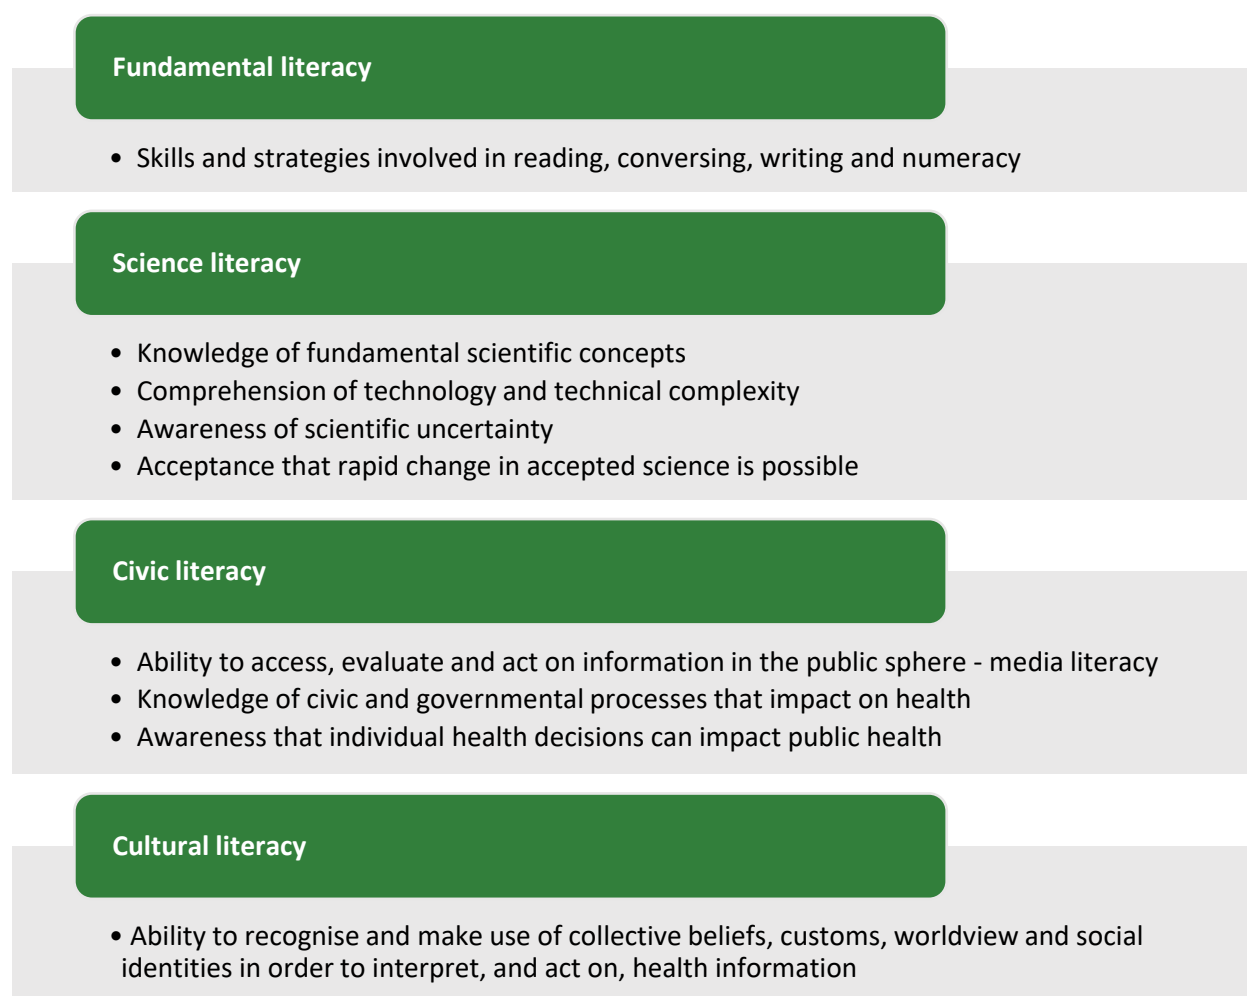 Fundamental literacy
• Skills and strategies involved in reading, conversing, writing and numeracy
Science literacy
• Knowledge of fundamental scientific concepts
• Comprehension of technology and technical complexity
• Awareness of scientific uncertainty
• Acceptance that rapid change in accepted science is possible
Civic literacy
• Ability to access, evaluate and act on information in the public sphere - media literacy
• Knowledge of civic and governmental processes that impact on health
• Awareness that individual health decisions can impact public health
Cultural literacy
• Ability to recognise and make use of collective beliefs, customs, worldview and social
identities in order to interpret, and act on, health information